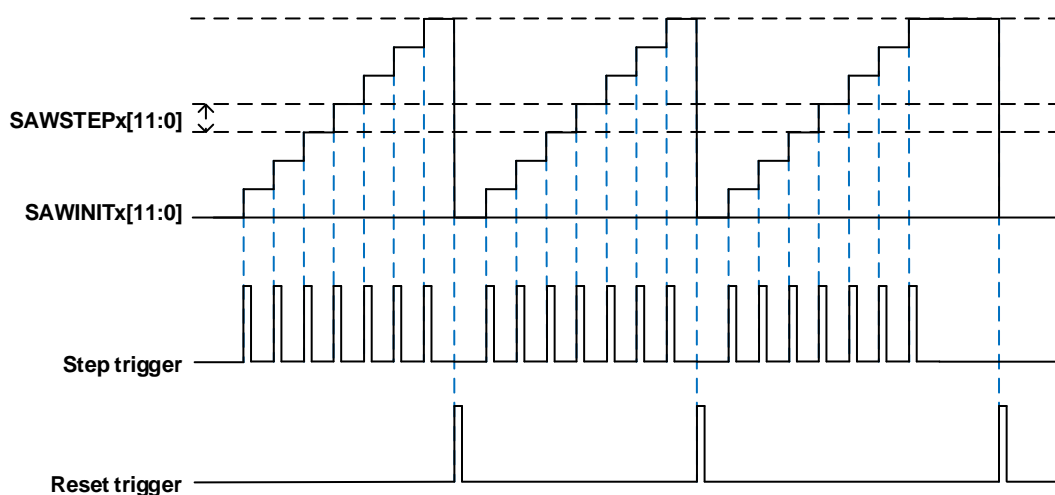 SAWSTEPx[11:0]
SAWINITx[11:0]
Step trigger
Reset trigger